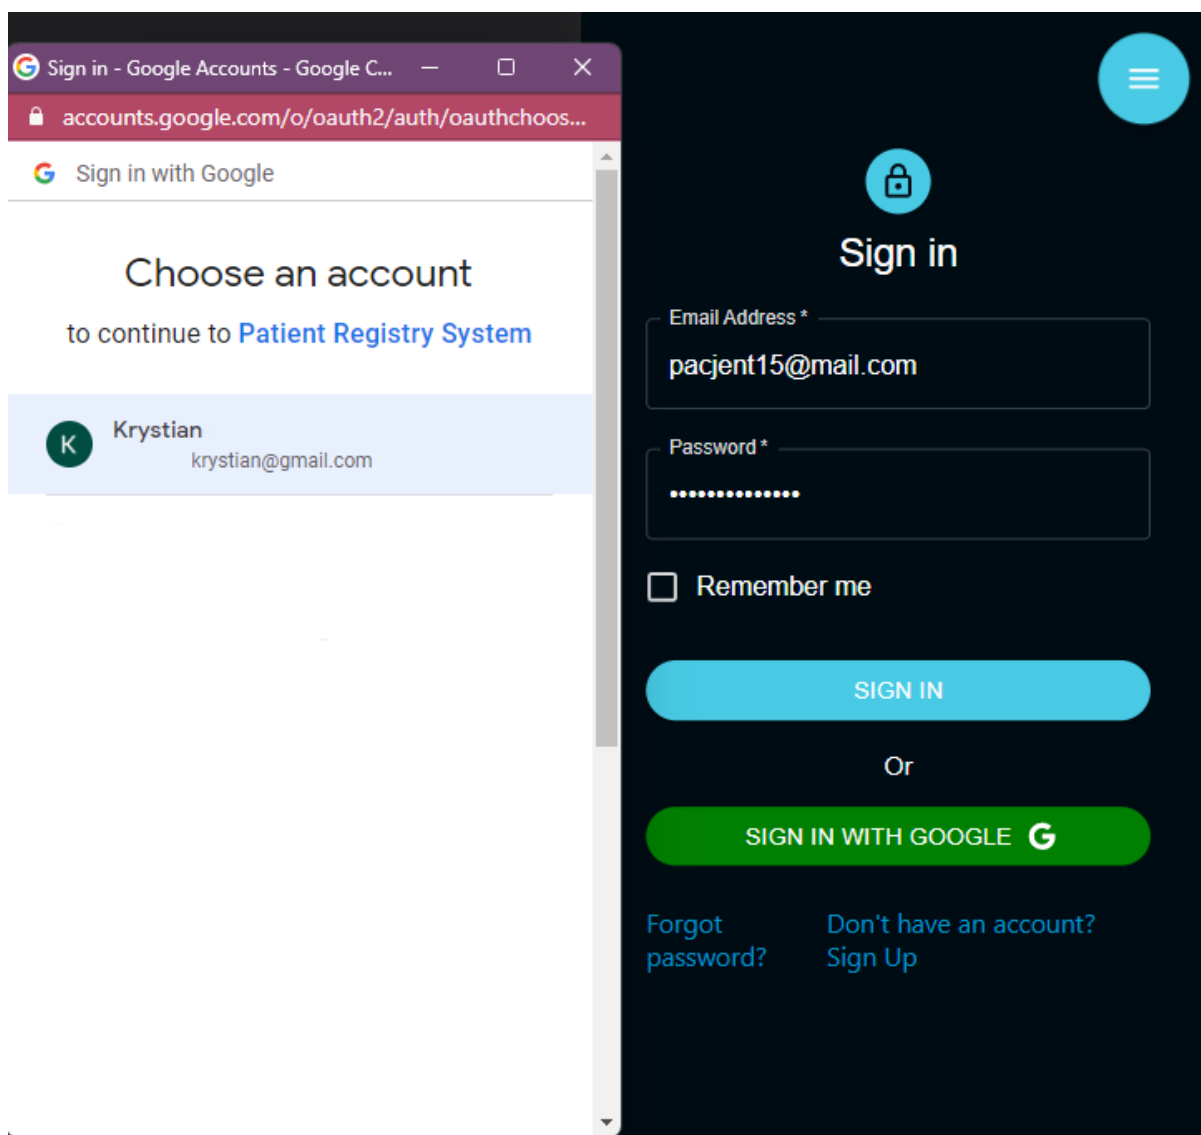 Sign in - Google Accounts - Google C...
accounts.google.com/o/oauth2/auth/oauthchoos...
Sign in with Google
Choose an account
to continue to Patient Registry System
K
Krystian
krystian@gmail.com
Sign in
Email Address *
pacjent15@mail.com
Password *
••••••••••••••
Remember me
SIGN IN
Or
SIGN IN WITH GOOGLE G
Forgot
password?
Don't have an account?
Sign Up